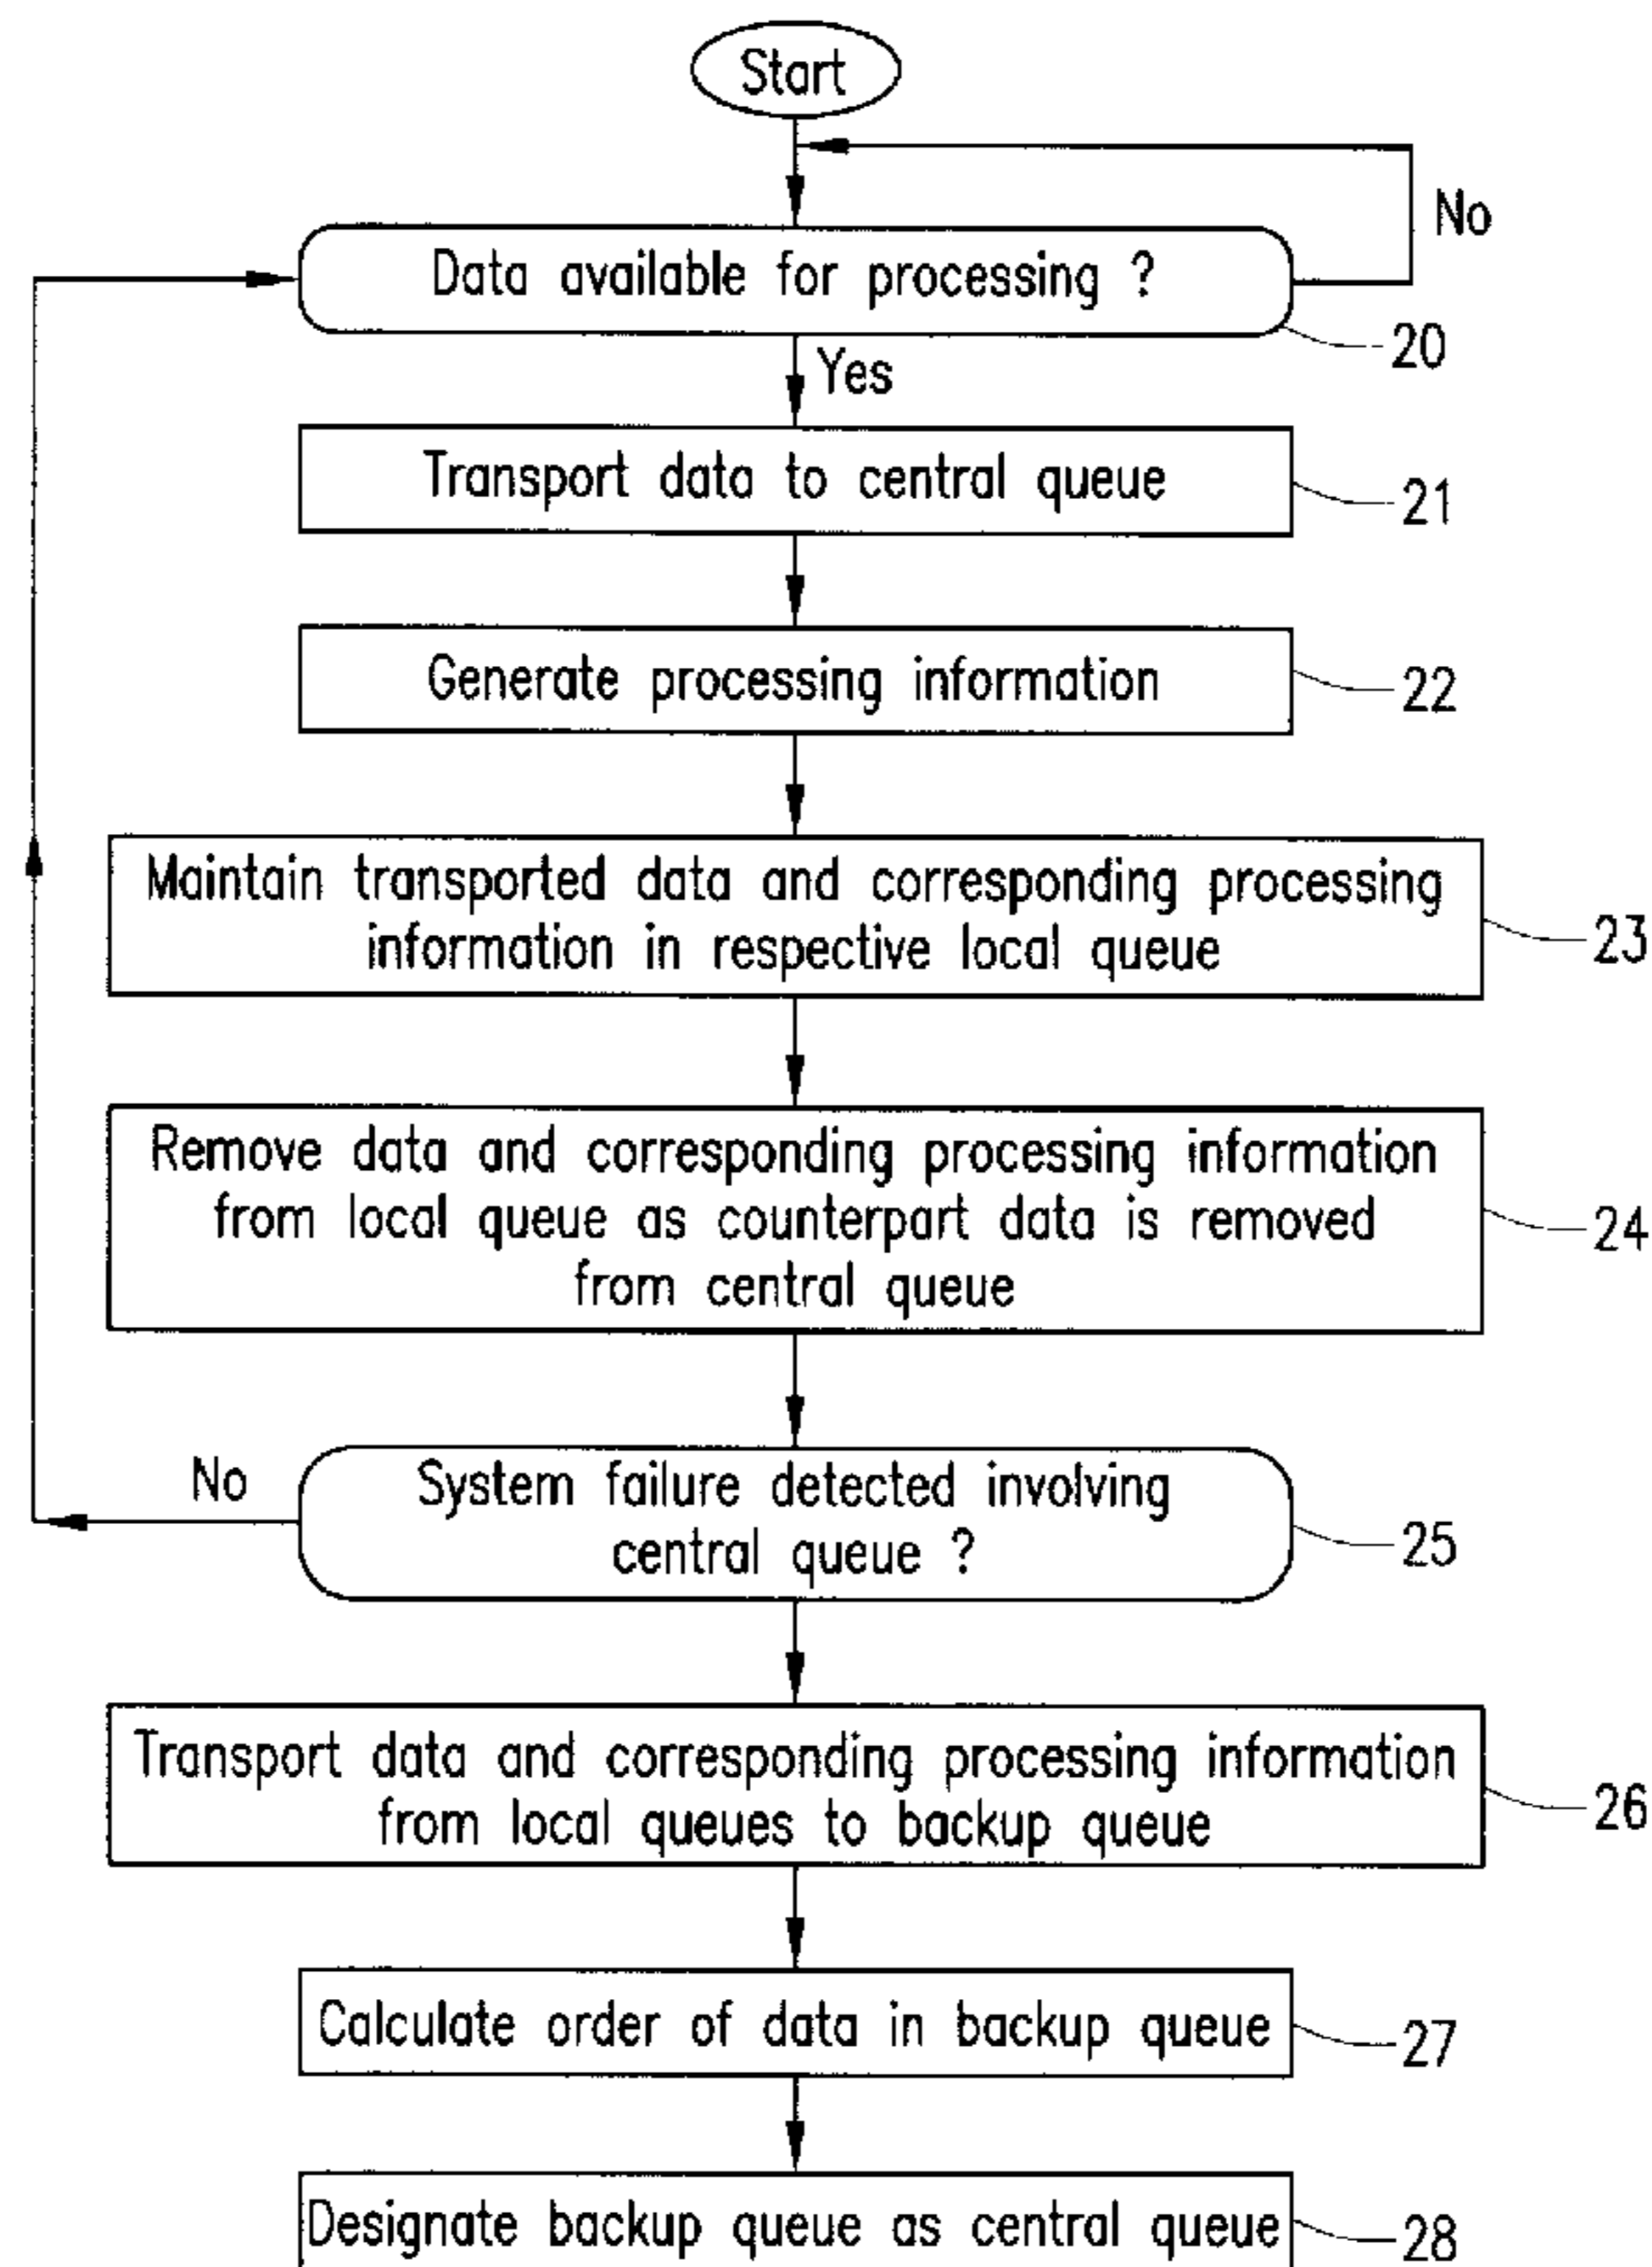 Start
No
Data available for processing ?
20
Yes
Transport data to central queue
21
Generate processing information
22
Maintain transported data and corresponding processing
information in respective local queue
23
Remove data and corresponding processing information
from local queue as counterpart data is removed
from central queue
24
No
System failure detected involving
central queue ?
25
Transport data and corresponding processing information
from local queues to backup queue
26
Calculate order of data in backup queue
27
Designate backup queue as central queue
28